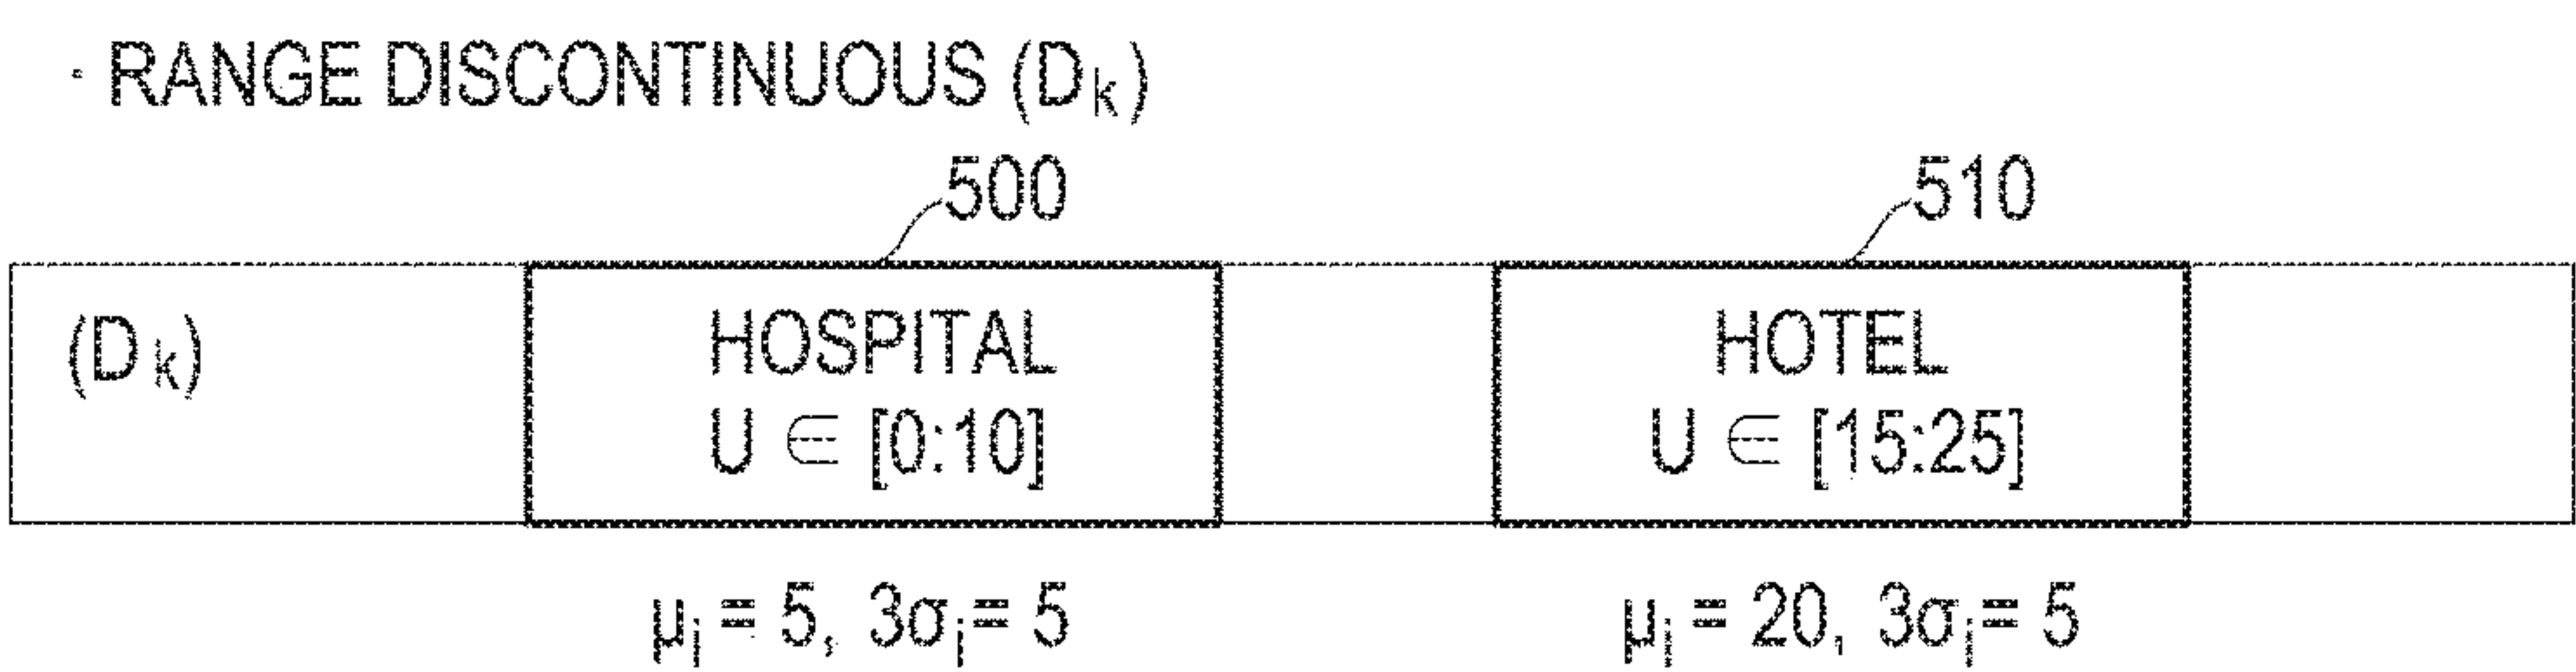 · RANGE DISCONTINUOUS (Dk)
500 510
(Dk) HOSPITAL HOTEL
U ∈ [0:10] U ∈ [15:25]
μi = 5, 3σi = 5 μi = 20, 3σi = 5